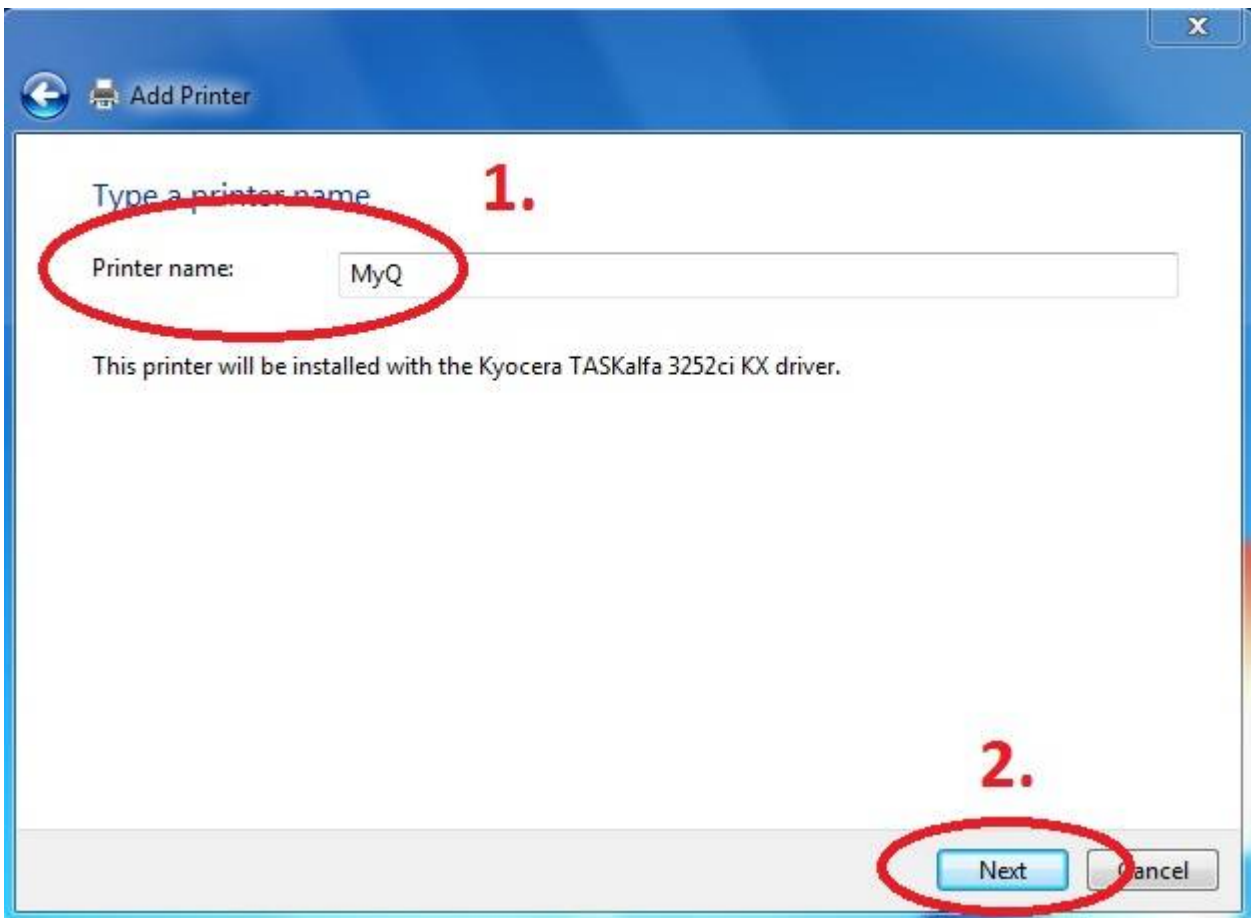 X
Add Printer
Type a printer name
1.
Printer name:
MyQ
This printer will be installed with the Kyocera TASKalfa 3252ci KX driver.
2.
Next
Cancel